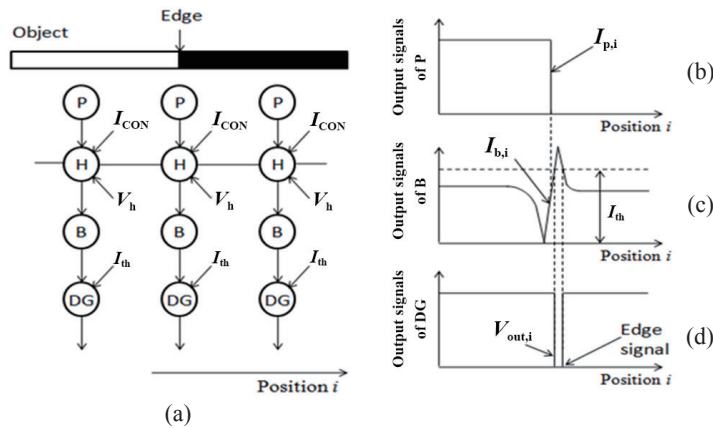 Edge
Object
P P P
I_CON I_CON I_CON
H H H
V_h V_h V_h
B B B
I_th I_th I_th
DG DG DG
Position i
(a)
Output signals
of P
I_p,i
(b)
Position i
Output signals
of B
I_b,i
I_th
(c)
Position i
Output signals
of DG
V_out,i
Edge
signal
(d)
Position i